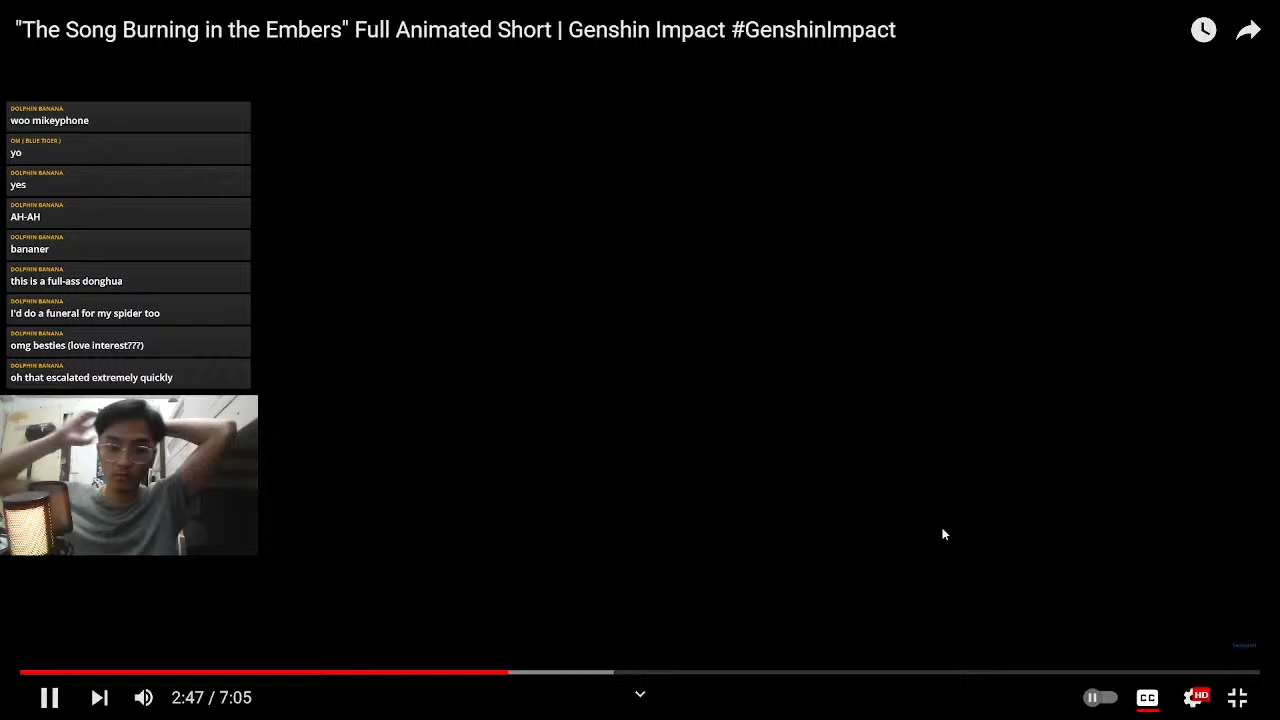 "The Song Burning in the Embers" Full Animated Short | Genshin Impact #GenshinImpact
DOLPHIN BANANA
woo mikeyphone
OM ( BLUE TIGER )
yo
DOLPHIN BANANA
yes
DOLPHIN BANANA
AH-AH
DOLPHIN BANANA
bananer
DOLPHIN BANANA
this is a full-ass donghua
DOLPHIN BANANA
I'd do a funeral for my spider too
DOLPHIN BANANA
omg besties (love interest???)
DOLPHIN BANANA
oh that escalated extremely quickly
2:47 / 7:05
CC
HD